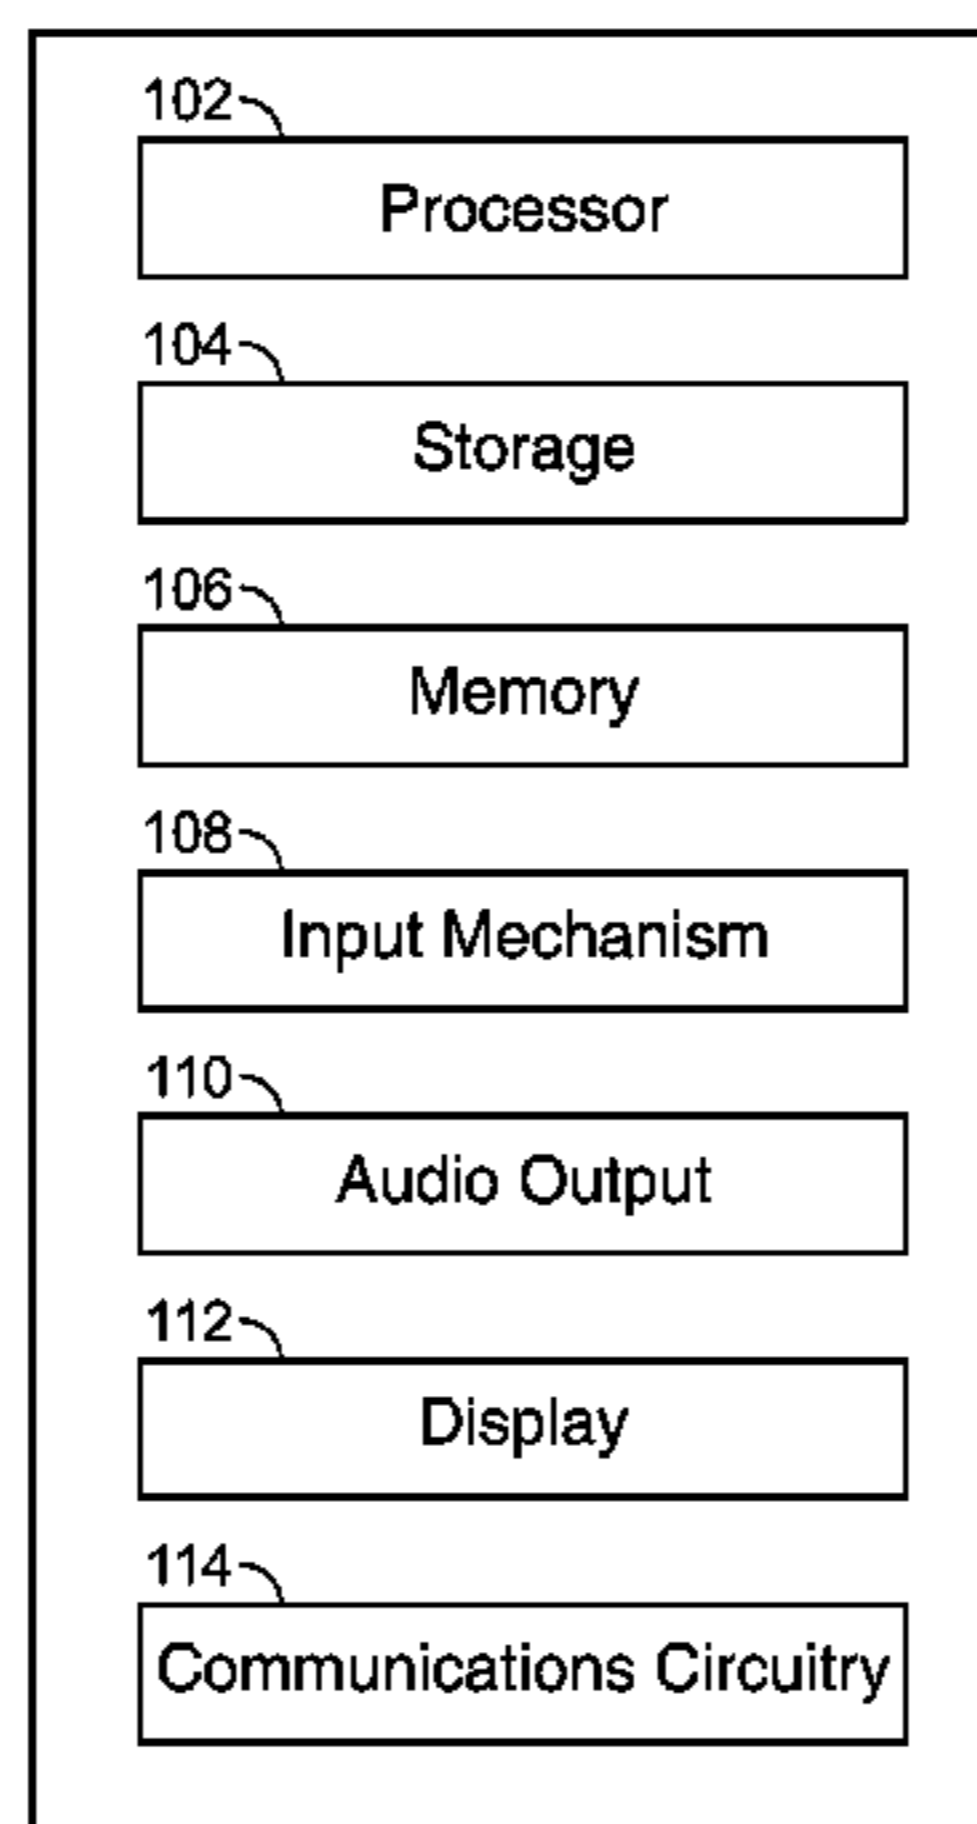 102
Processor
104
Storage
106
Memory
108
Input Mechanism
110
Audio Output
112
Display
114
Communications Circuitry